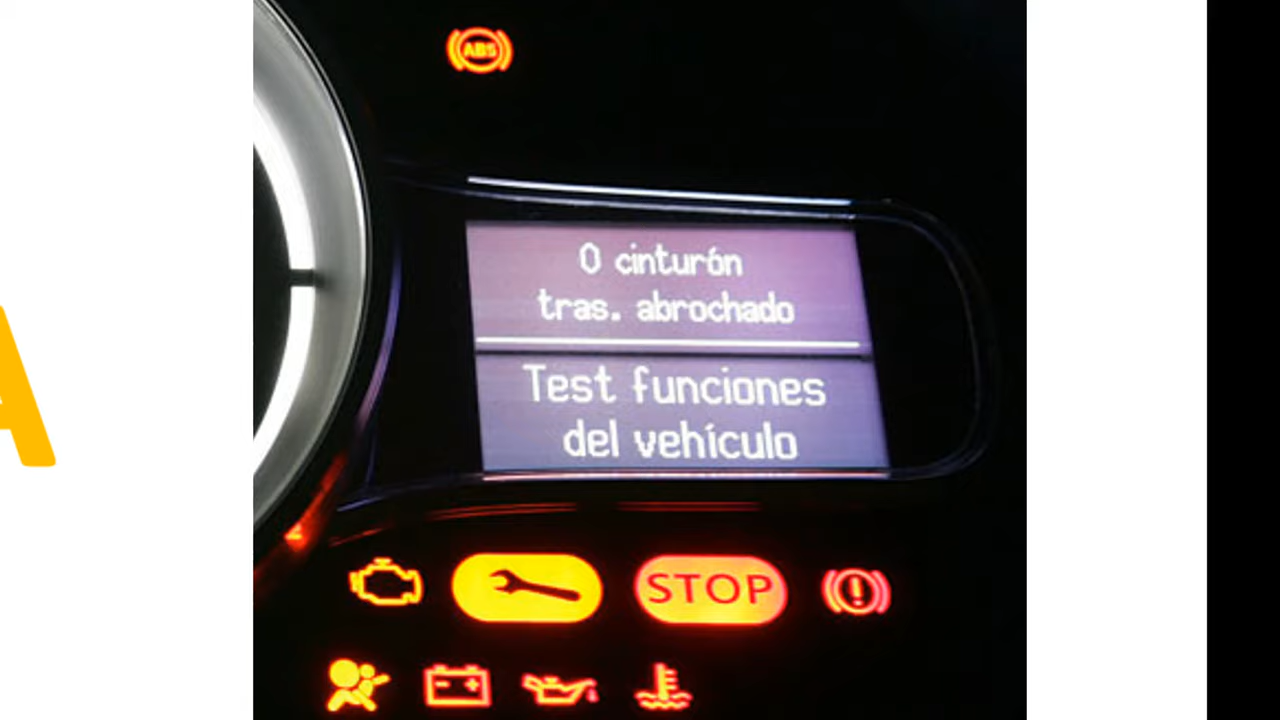 ABS
0 cinturón
tras. abrochado
Test funciones
del vehículo
STOP
A